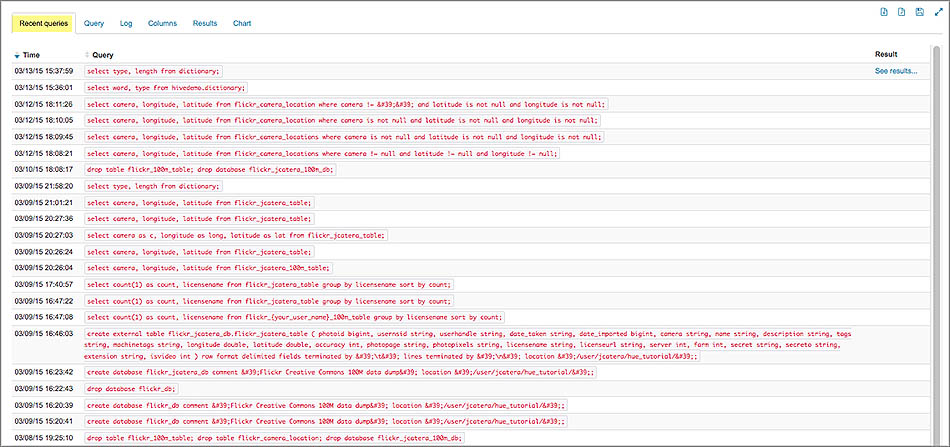 Recent queries Query Log Columns Results Chart
Time Query Result
03/13/15 15:37:59 select type, length from dictionary; See results...
03/13/15 15:36:01 select word, type from hivedemo.dictionary;
03/12/15 18:11:26 select camera, longitude, latitude from flickr_camera_location where camera != &#39;&#39; and latitude is not null and longitude is not null;
03/12/15 18:10:05 select camera, longitude, latitude from flickr_camera_location where camera is not null and latitude is not null and longitude is not null;
03/12/15 18:09:45 select camera, longitude, latitude from flickr_camera_locations where camera is not null and latitude is not null and longitude is not null;
03/12/15 18:08:21 select camera, longitude, latitude from flickr_camera_locations where camera != null and latitude != null and longitude != null;
03/10/15 18:08:17 drop table flickr_100m_table; drop database flickr_jcatera_100m_db;
03/09/15 21:58:20 select type, length from dictionary;
03/09/15 21:01:21 select camera, longitude, latitude from flickr_jcatera_table;
03/09/15 20:27:36 select camera, longitude, latitude from flickr_jcatera_table;
03/09/15 20:27:03 select camera as c, longitude as long, latitude as lat from flickr_jcatera_table;
03/09/15 20:26:24 select camera, longitude, latitude from flickr_jcatera_table;
03/09/15 20:26:04 select camera, longitude, latitude from flickr_jcatera_100m_table;
03/09/15 17:40:57 select count(1) as count, licensename from flickr_jcatera_table group by licensename sort by count;
03/09/15 16:47:22 select count(1) as count, licensename from flickr_jcatera_table group by licensename sort by count;
03/09/15 16:47:08 select count(1) as count, licensename from flickr_{your_user_name}_100m_table group by licensename sort by count;
03/09/15 16:46:03 create external table flickr_jcatera_db.flickr_jcatera_table ( photoid bigint, usernsid string, userhandle string, date_taken string, date_imported bigint, camera string, name string, description string, tags
string, machinetags string, longitude double, latitude double, accuracy int, photopage string, photopixels string, licensename string, licenseurl string, server int, farm int, secret string, secreto string,
extension string, isvideo int ) row format delimited fields terminated by &#39;\t&#39; lines terminated by &#39;\n&#39; location &#39;/user/jcatera/hue_tutorial/&#39;;
03/09/15 16:23:42 create database flickr_jcatera_db comment &#39;Flickr Creative Commons 100M data dump&#39; location &#39;/user/jcatera/hue_tutorial/&#39;;
03/09/15 16:22:43 drop database flickr_db;
03/09/15 16:20:39 create database flickr_db comment &#39;Flickr Creative Commons 100M data dump&#39; location &#39;/user/jcatera/hue_tutorial/&#39;;
03/09/15 15:20:41 create database flickr_db comment &#39;Flickr Creative Commons 100M data dump&#39; location &#39;/user/jcatera/hue_tutorial/&#39;;
03/08/15 19:25:10 drop table flickr_100m_table; drop table flickr_camera_location; drop database flickr_jcatera_100m_db;